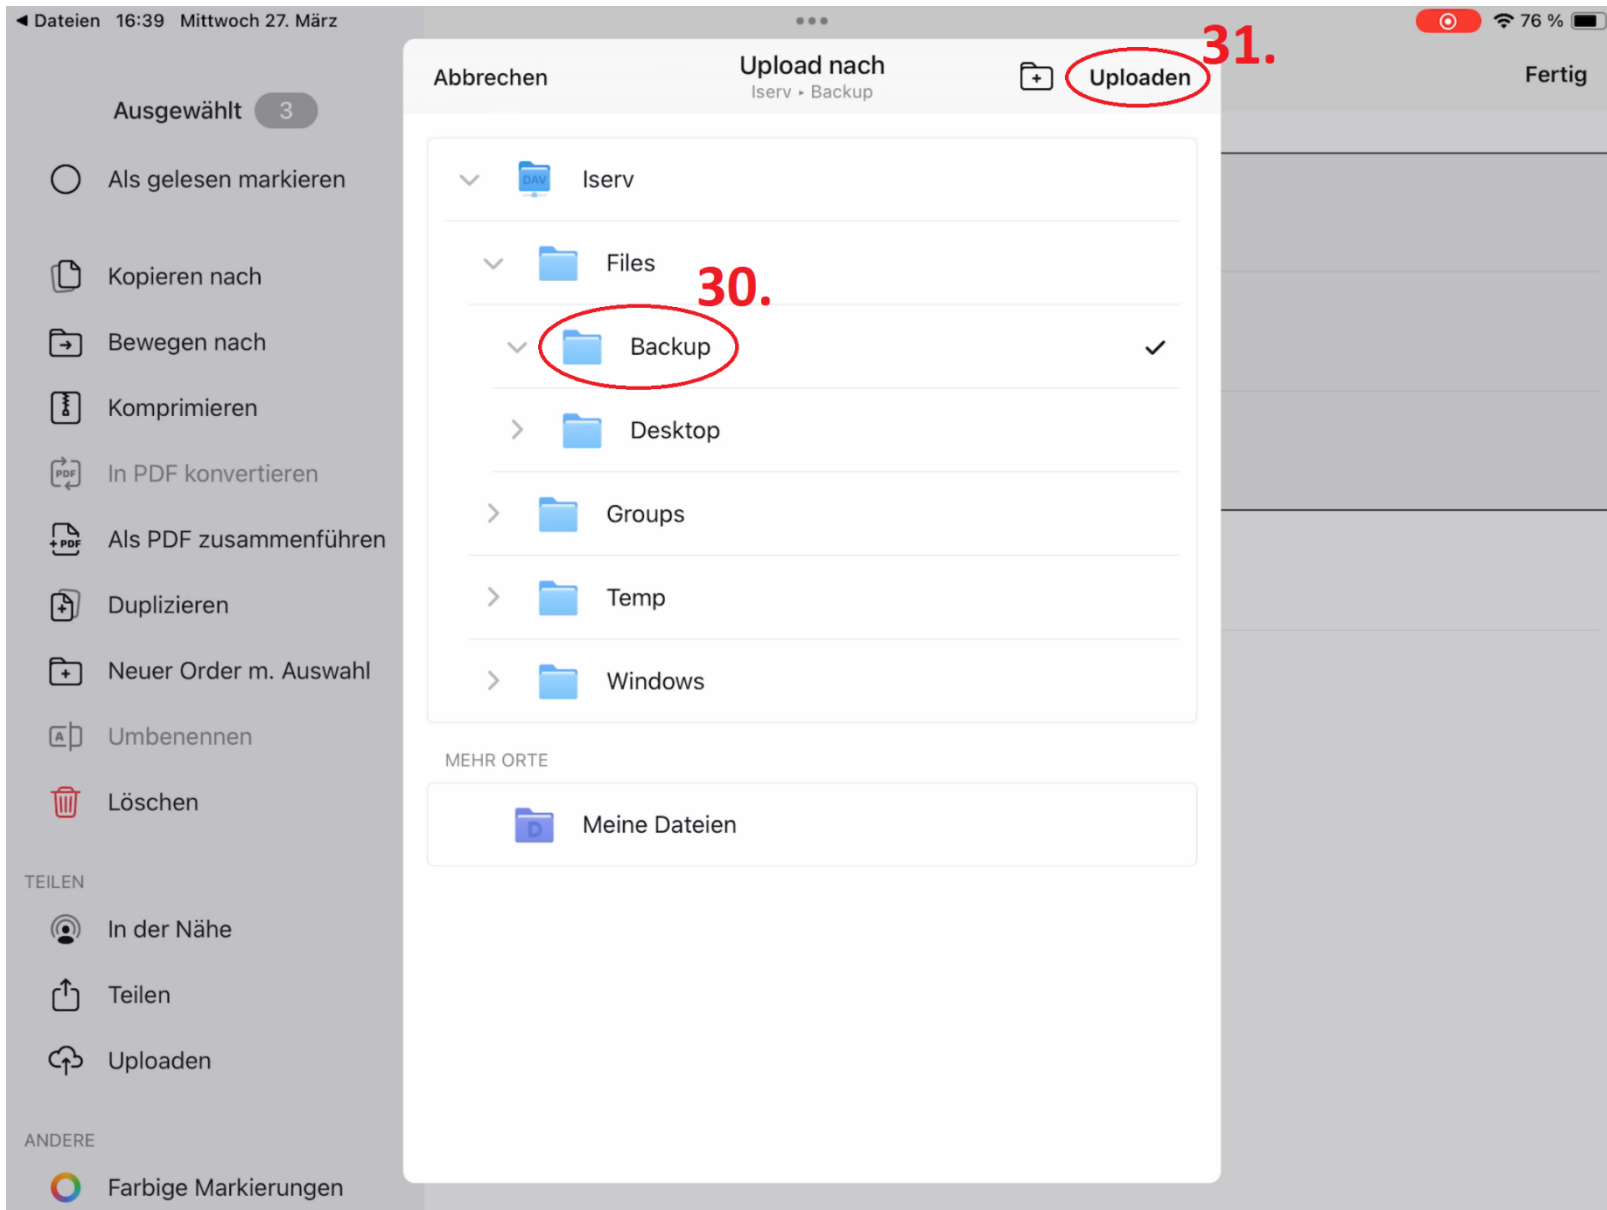 ◀ Dateien 16:39 Mittwoch 27. März
76 %
Ausgewählt 3
Als gelesen markieren
Kopieren nach
Bewegen nach
Komprimieren
In PDF konvertieren
Als PDF zusammenführen
Duplizieren
Neuer Order m. Auswahl
Umbenennen
Löschen
TEILEN
In der Nähe
Teilen
Uploaden
ANDERE
Farbige Markierungen
Abbrechen
Upload nach
Iserv ▸ Backup
Uploaden
31.
Fertig
DAV Iserv
Files
30.
Backup
Desktop
Groups
Temp
Windows
MEHR ORTE
D Meine Dateien
PDF
+ PDF
A